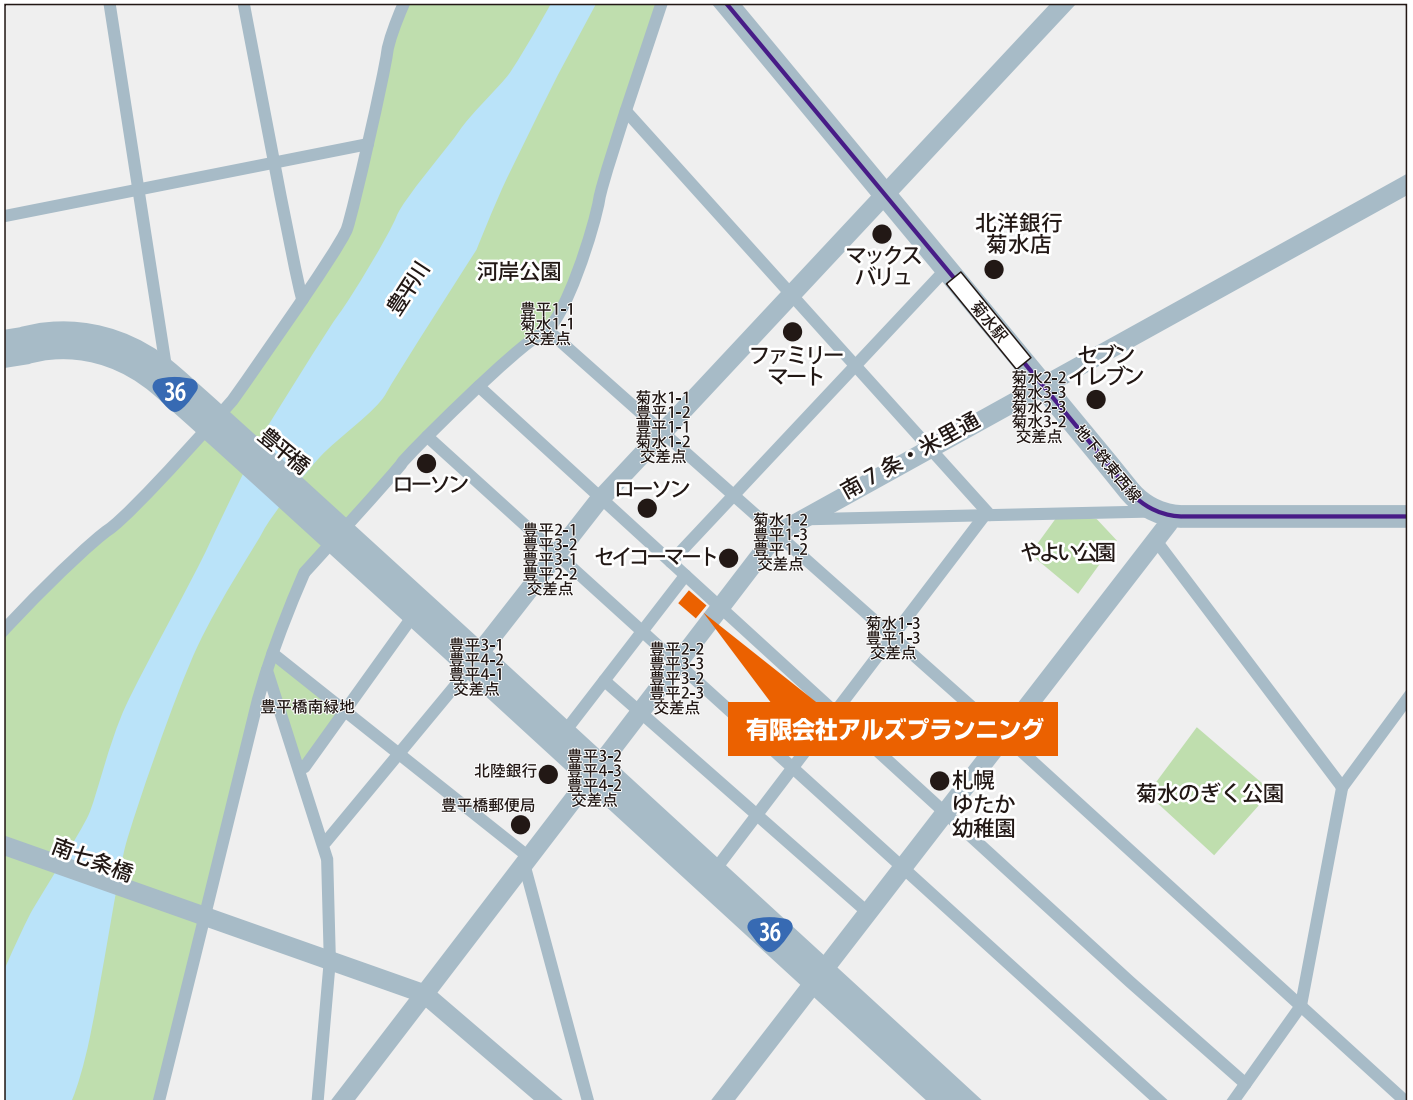 北洋銀行
菊水店
マックス
バリュ
豊平川
河岸公園
豊平1-1
菊水1-1
交差点
菊水駅
ファミリー
マート
セブン
イレブン
36
菊水2-2
菊水3-3
菊水2-3
菊水3-2
交差点
菊水1-1
豊平1-2
豊平1-1
菊水1-2
交差点
南7条・米里通
地下鉄東西線
豊平橋
ローソン
ローソン
豊平2-1
豊平3-2
豊平3-1
豊平2-2
交差点
セイコーマート
菊水1-2
豊平1-3
豊平1-2
交差点
やよい公園
菊水1-3
豊平1-3
交差点
豊平3-1
豊平4-2
豊平4-1
交差点
豊平2-2
豊平3-3
豊平3-2
豊平2-3
交差点
豊平橋南緑地
有限会社アルズプランニング
北陸銀行
豊平3-2
豊平4-3
豊平4-2
交差点
豊平橋郵便局
札幌
ゆたか
幼稚園
菊水のぎく公園
南七条橋
36